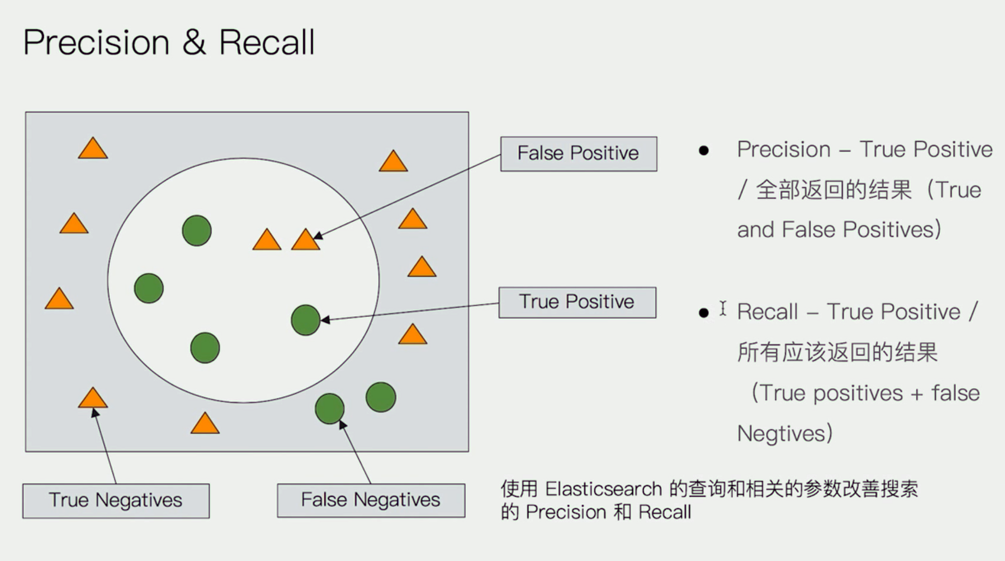 Precision & Recall
False Positive
True Positive
True Negatives
False Negatives
Precision – True Positive
/ 全部返回的结果（True
and False Positives）
Recall – True Positive /
所有应该返回的结果
（True positives + false
Negtives）
使用 Elasticsearch 的查询和相关的参数改善搜索
的 Precision 和 Recall